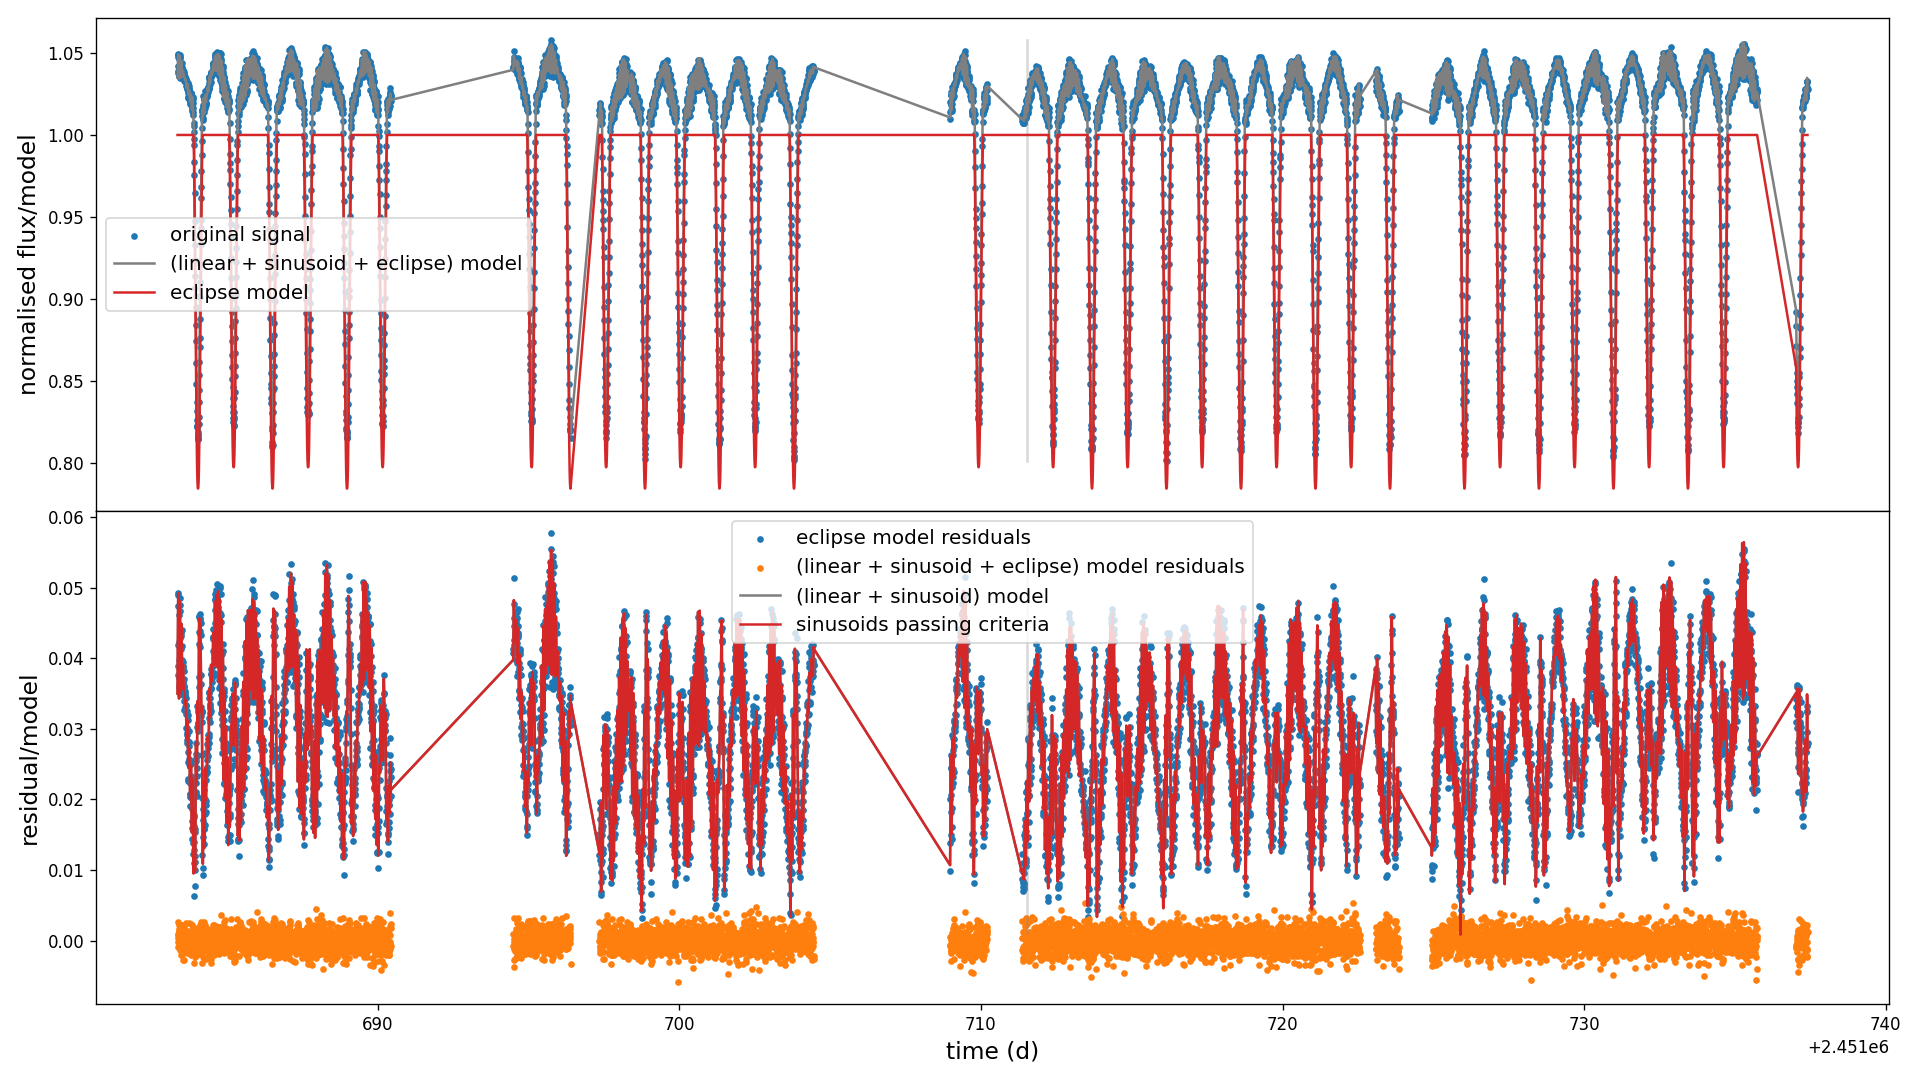 normalised flux/model
1.05
1.00
0.95
0.90
0.85
0.80
original signal
(linear + sinusoid + eclipse) model
eclipse model
residual/model
0.06
0.05
0.04
0.03
0.02
0.01
0.00
eclipse model residuals
(linear + sinusoid + eclipse) model residuals
(linear + sinusoid) model
sinusoids passing criteria
690 700 710 720 730 740
time (d)
+2.451e6